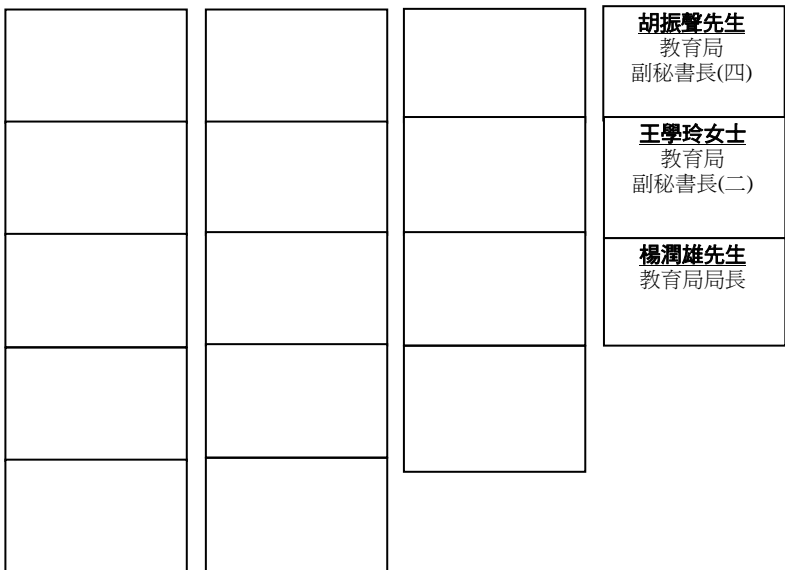 胡振聲先生
教育局
副秘書長(四)
王學玲女士
教育局
副秘書長(二)
楊潤雄先生
教育局局長